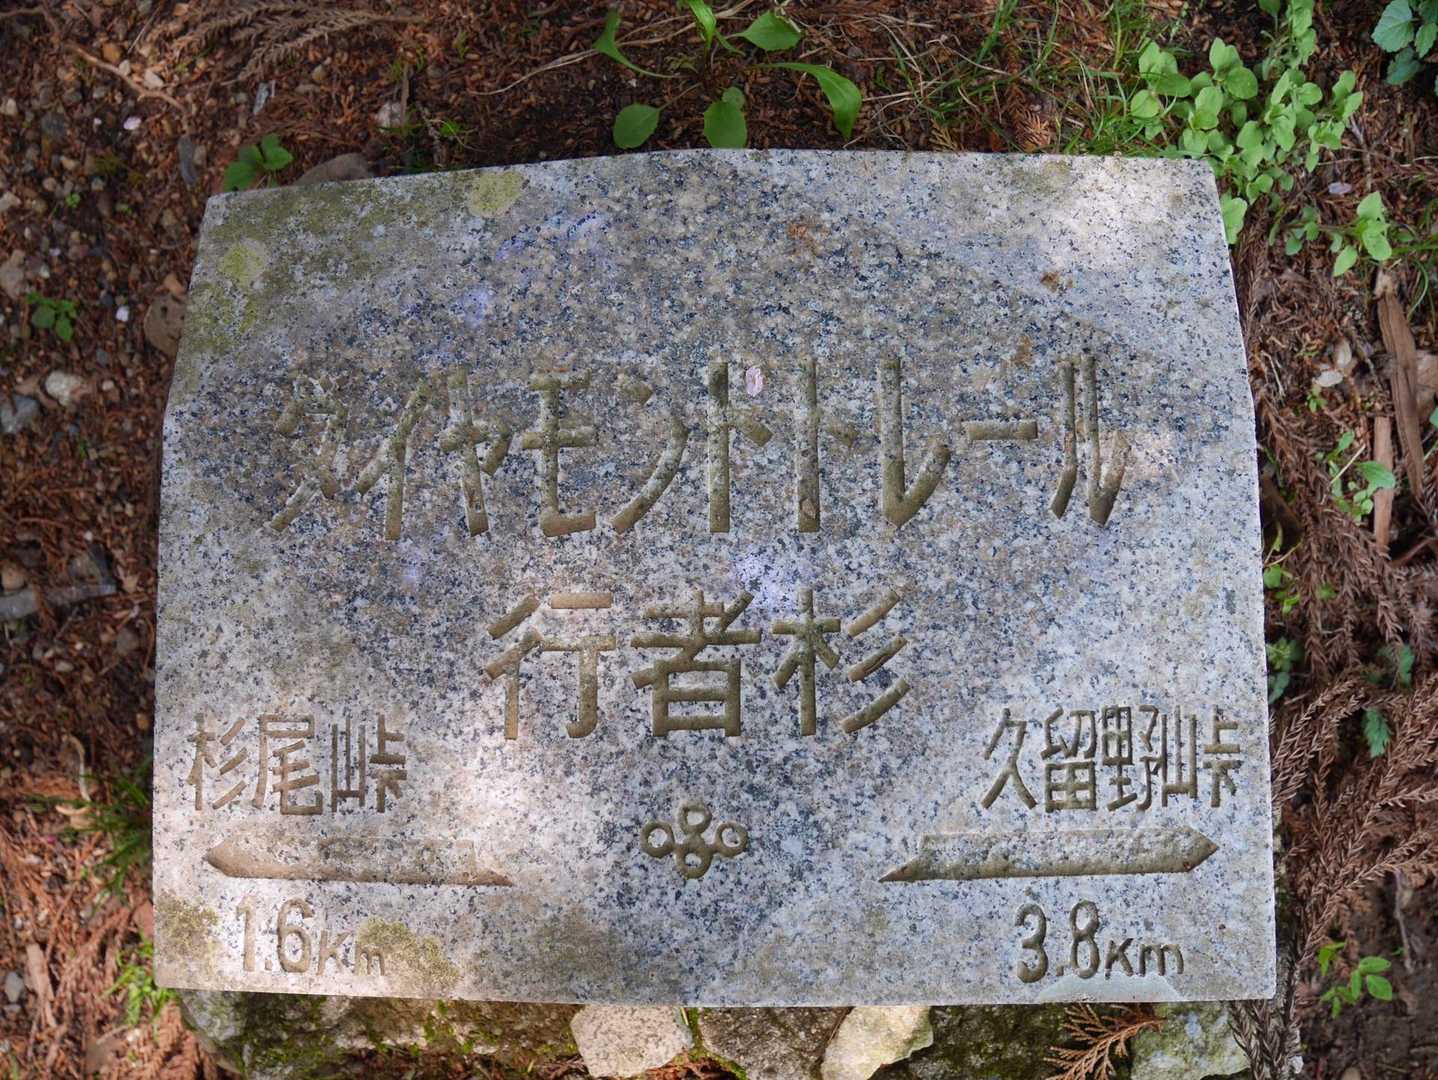 ダイヤモンドトレール
行者杉
杉尾峠 久留野峠
1.6Km 3.8Km